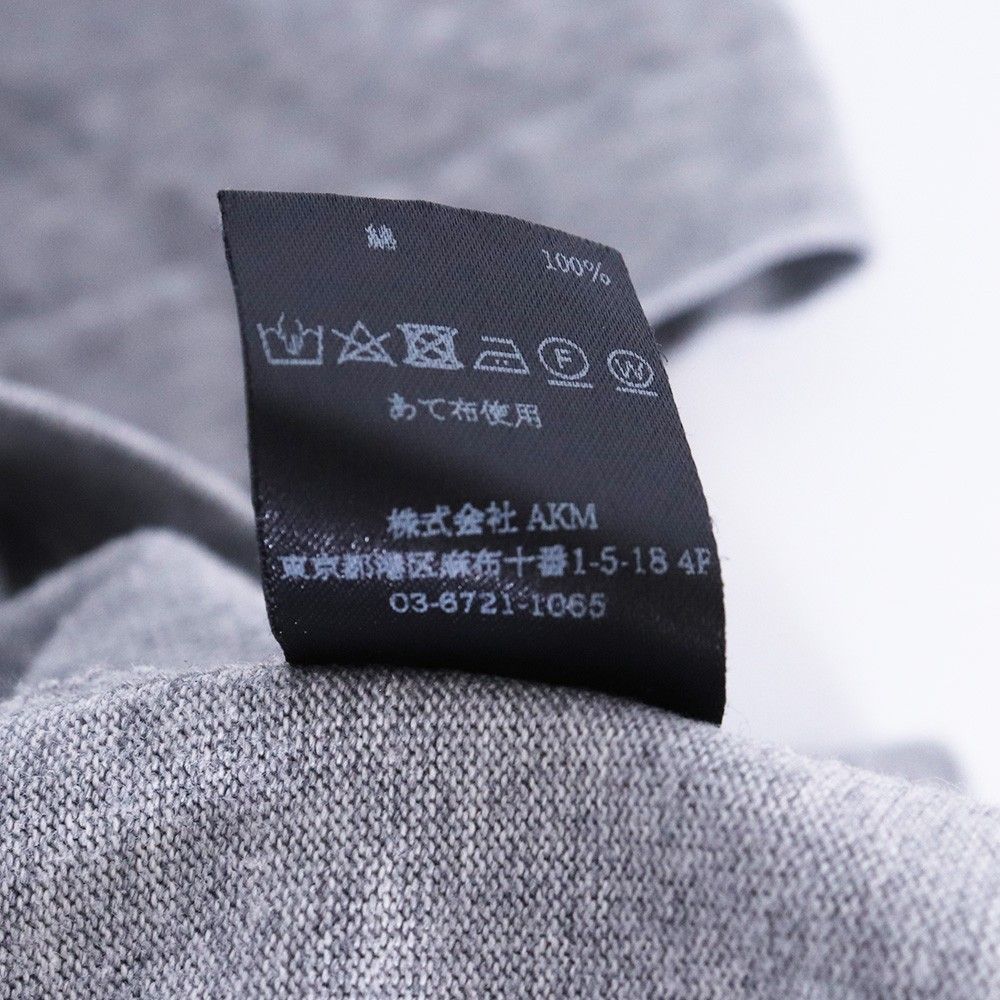 綿 100%
F W
あて布使用
株式会社 AKM
東京都港区麻布十番1-5-18 4F
03-6721-1065